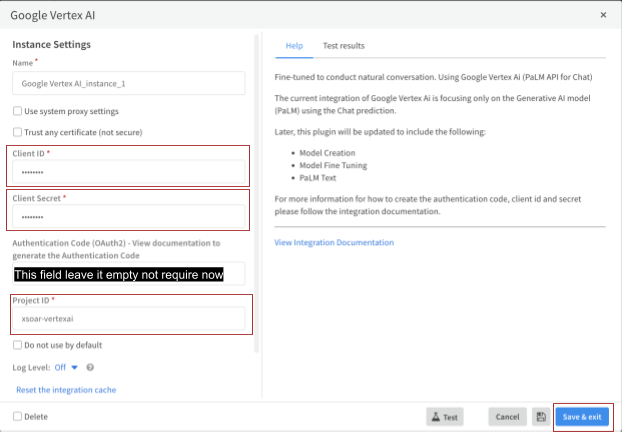 Google Vertex AI
×
Instance Settings
Name *
Google Vertex AI_instance_1
Use system proxy settings
Trust any certificate (not secure)
Client ID *
••••••••
Client Secret *
••••••••
Authentication Code (OAuth2) - View documentation to
generate the Authentication Code
This field leave it empty not require now
Project ID *
xsoar-vertexai
Do not use by default
Log Level: Off
Reset the integration cache
Delete
Help
Test results
Fine-tuned to conduct natural conversation. Using Google Vertex Ai (PaLM API for Chat)
The current integration of Google Vertex Ai is focusing only on the Generative AI model
(PaLM) using the Chat prediction.
Later, this plugin will be updated to include the following:
• Model Creation
• Model Fine Tuning
• PaLM Text
For more information for how to create the authentication code, client id and secret
please follow the integration documentation.
View Integration Documentation
Test
Cancel
Save & exit